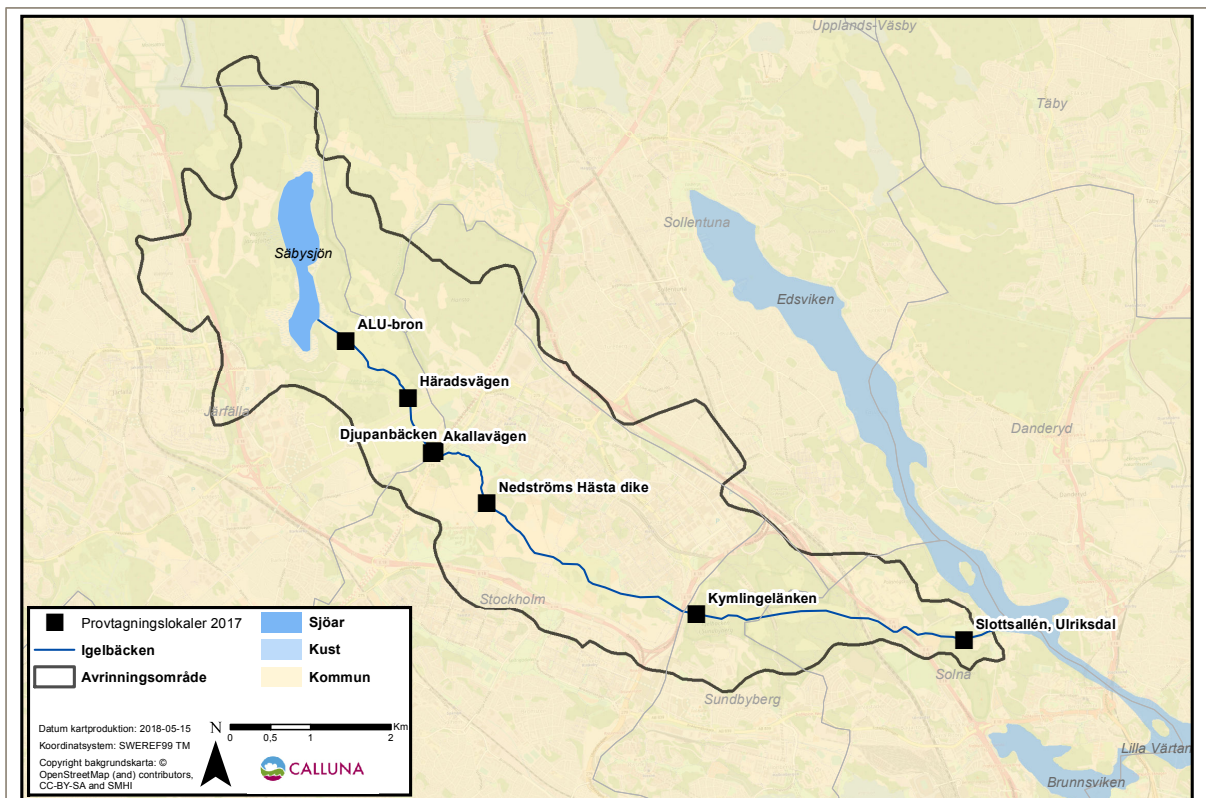 Upplands-Väsby
Täby
Sollentuna
Säbysjön
Edsviken
ALU-bron
Häradsvägen
Järfälla
Danderyd
Djupanbäcken Akallavägen
Nedströms Hästa dike
Stockholm
Kymlingelänken
Slottsallén, Ulriksdal
Solna
Sundbyberg
Lilla Värtan
Brunnsviken
Provtagningslokaler 2017
Igelbäcken
Avrinningsområde
Sjöar
Kust
Kommun
Datum kartproduktion: 2018-05-15
Koordinatsystem: SWEREF99 TM
Copyright bakgrundskarta: ©
OpenStreetMap (and) contributors,
CC-BY-SA and SMHI
N
Km
0 0,5 1 2
CALLUNA